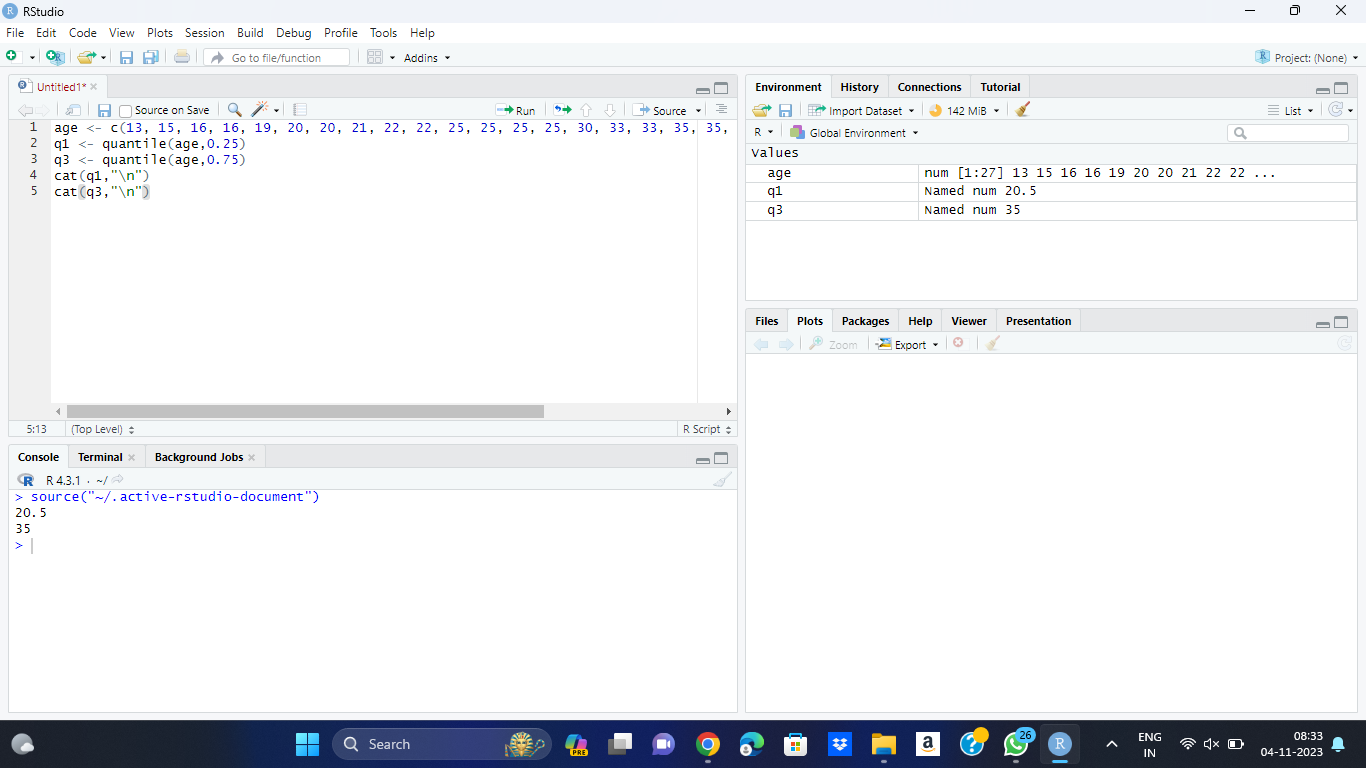 RStudio
File Edit Code View Plots Session Build Debug Profile Tools Help
Go to file/function Addins Project: (None)
Untitled1*
Source on Save Run Source
1 age <- c(13, 15, 16, 16, 19, 20, 20, 21, 22, 22, 25, 25, 25, 25, 30, 33, 33, 35, 35,
2 q1 <- quantile(age,0.25)
3 q3 <- quantile(age,0.75)
4 cat(q1,"\n")
5 cat(q3,"\n")
5:13 (Top Level) R Script
Console Terminal Background Jobs
R 4.3.1 · ~/
> source("~/.active-rstudio-document")
20.5
35
>
Environment History Connections Tutorial
Import Dataset 142 MiB List
R Global Environment
Values
age num [1:27] 13 15 16 16 19 20 20 21 22 22 ...
q1 Named num 20.5
q3 Named num 35
Files Plots Packages Help Viewer Presentation
Zoom Export
Search PRE 26 ENG 08:33
IN 04-11-2023